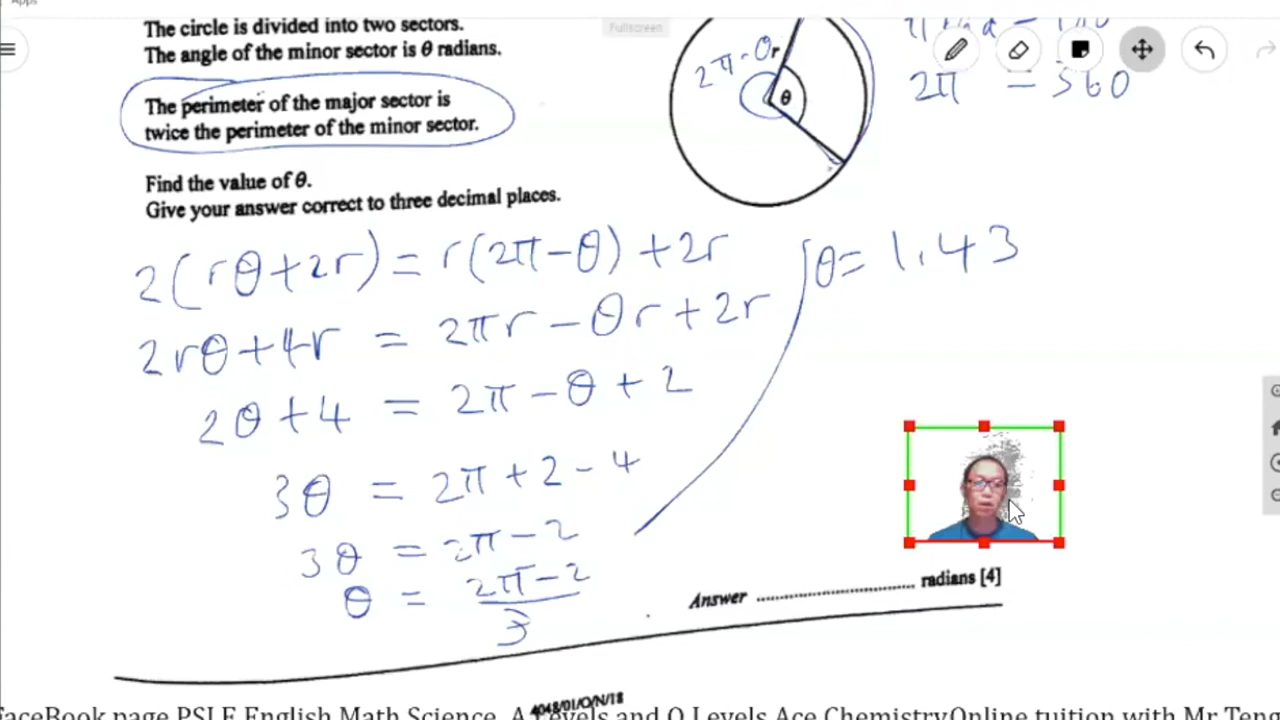 Apps
The circle is divided into two sectors.
The angle of the minor sector is θ radians.
The perimeter of the major sector is
twice the perimeter of the minor sector.
Find the value of θ.
Give your answer correct to three decimal places.
Fullscreen
2π-θ
r
θ
2π = 360
2(rθ+2r) = r(2π-θ) +2r
2rθ+4r = 2πr - θr + 2r
2θ+4 = 2π - θ + 2
3θ = 2π + 2 - 4
3θ = 2π - 2
θ = 2π-2
3
θ = 1.43
Answer .................................. radians [4]
4048/01/O/N/18
FaceBook page PSLE English Math Science, A Levels and O Levels Ace Chemistry Online tuition with Mr Teng